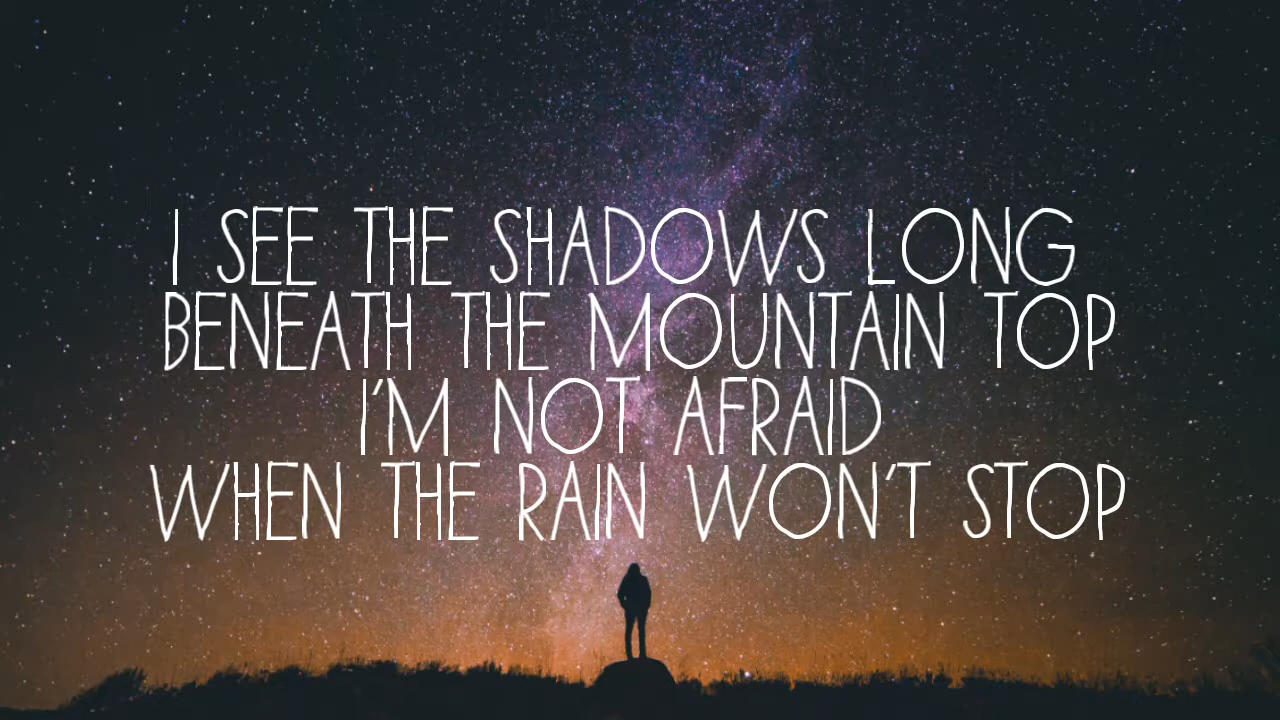 I SEE THE SHADOWS LONG
BENEATH THE MOUNTAIN TOP
I'M NOT AFRAID
WHEN THE RAIN WON'T STOP